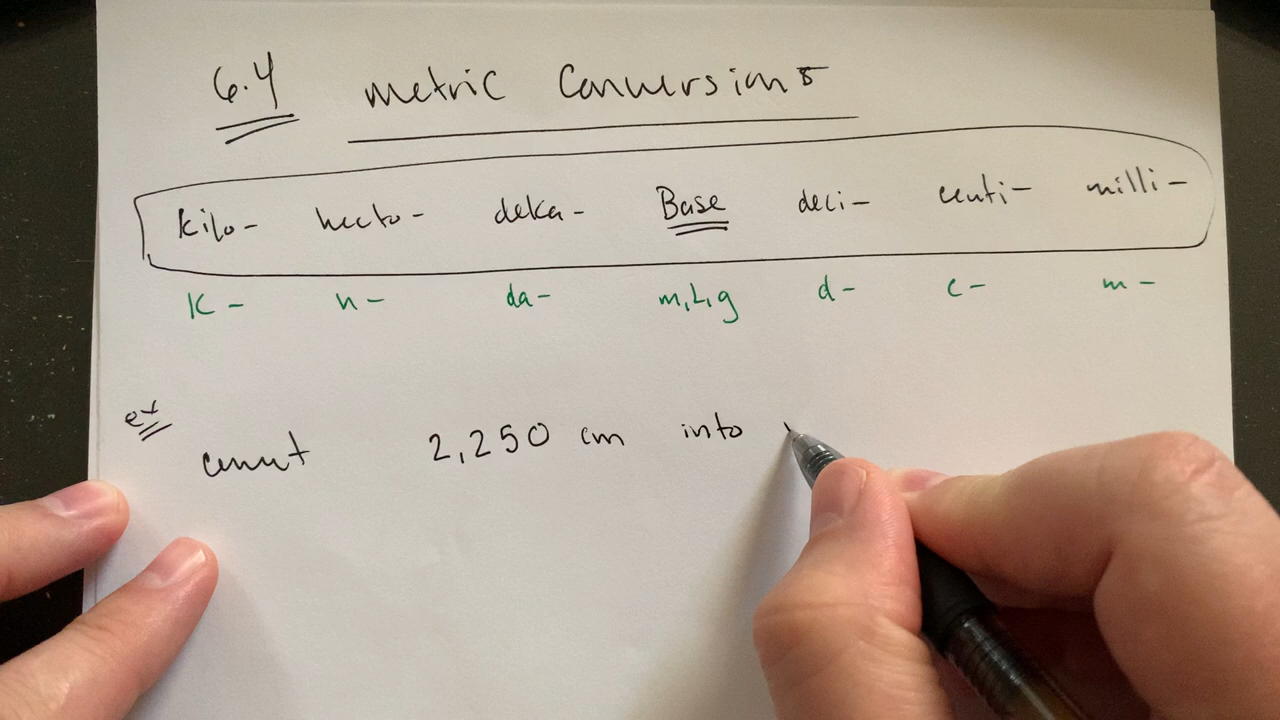 6.4 metric Conversions
kilo- hecto- deka- Base deci- centi- milli-
K- h- da- m,L,g d- c- m-
ex
convert 2,250 cm into